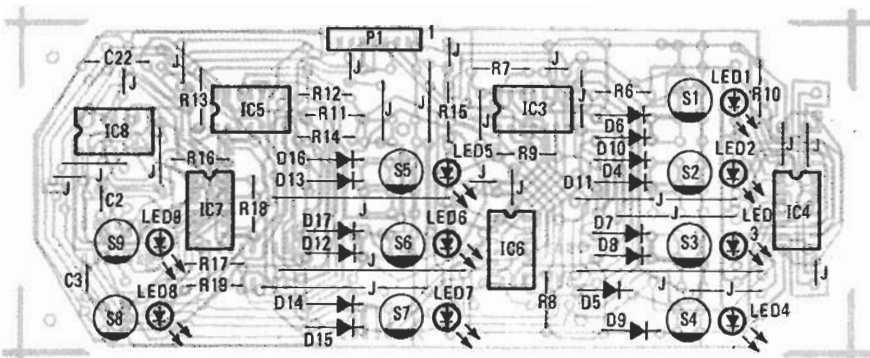 P1 1
C22 J J J R7 J LED1
R13 IC5 R12 R15 IC3 R6 S1 R10
J R11 J J J J D6
IC8 R14 D10
J R16 D16 S5 LED5 R9 D4 S2 LED2 J J
J J D13 J J D11
C2 IC7 R18 J IC4
S9 LED9 D17 S6 LED6 IC6 D7 S3 LED 3
D12 D8
C3 R17 J J J
R19 J J R8 D5 J
S8 LED8 D14 S7 LED7 D9 S4 LED4
D15